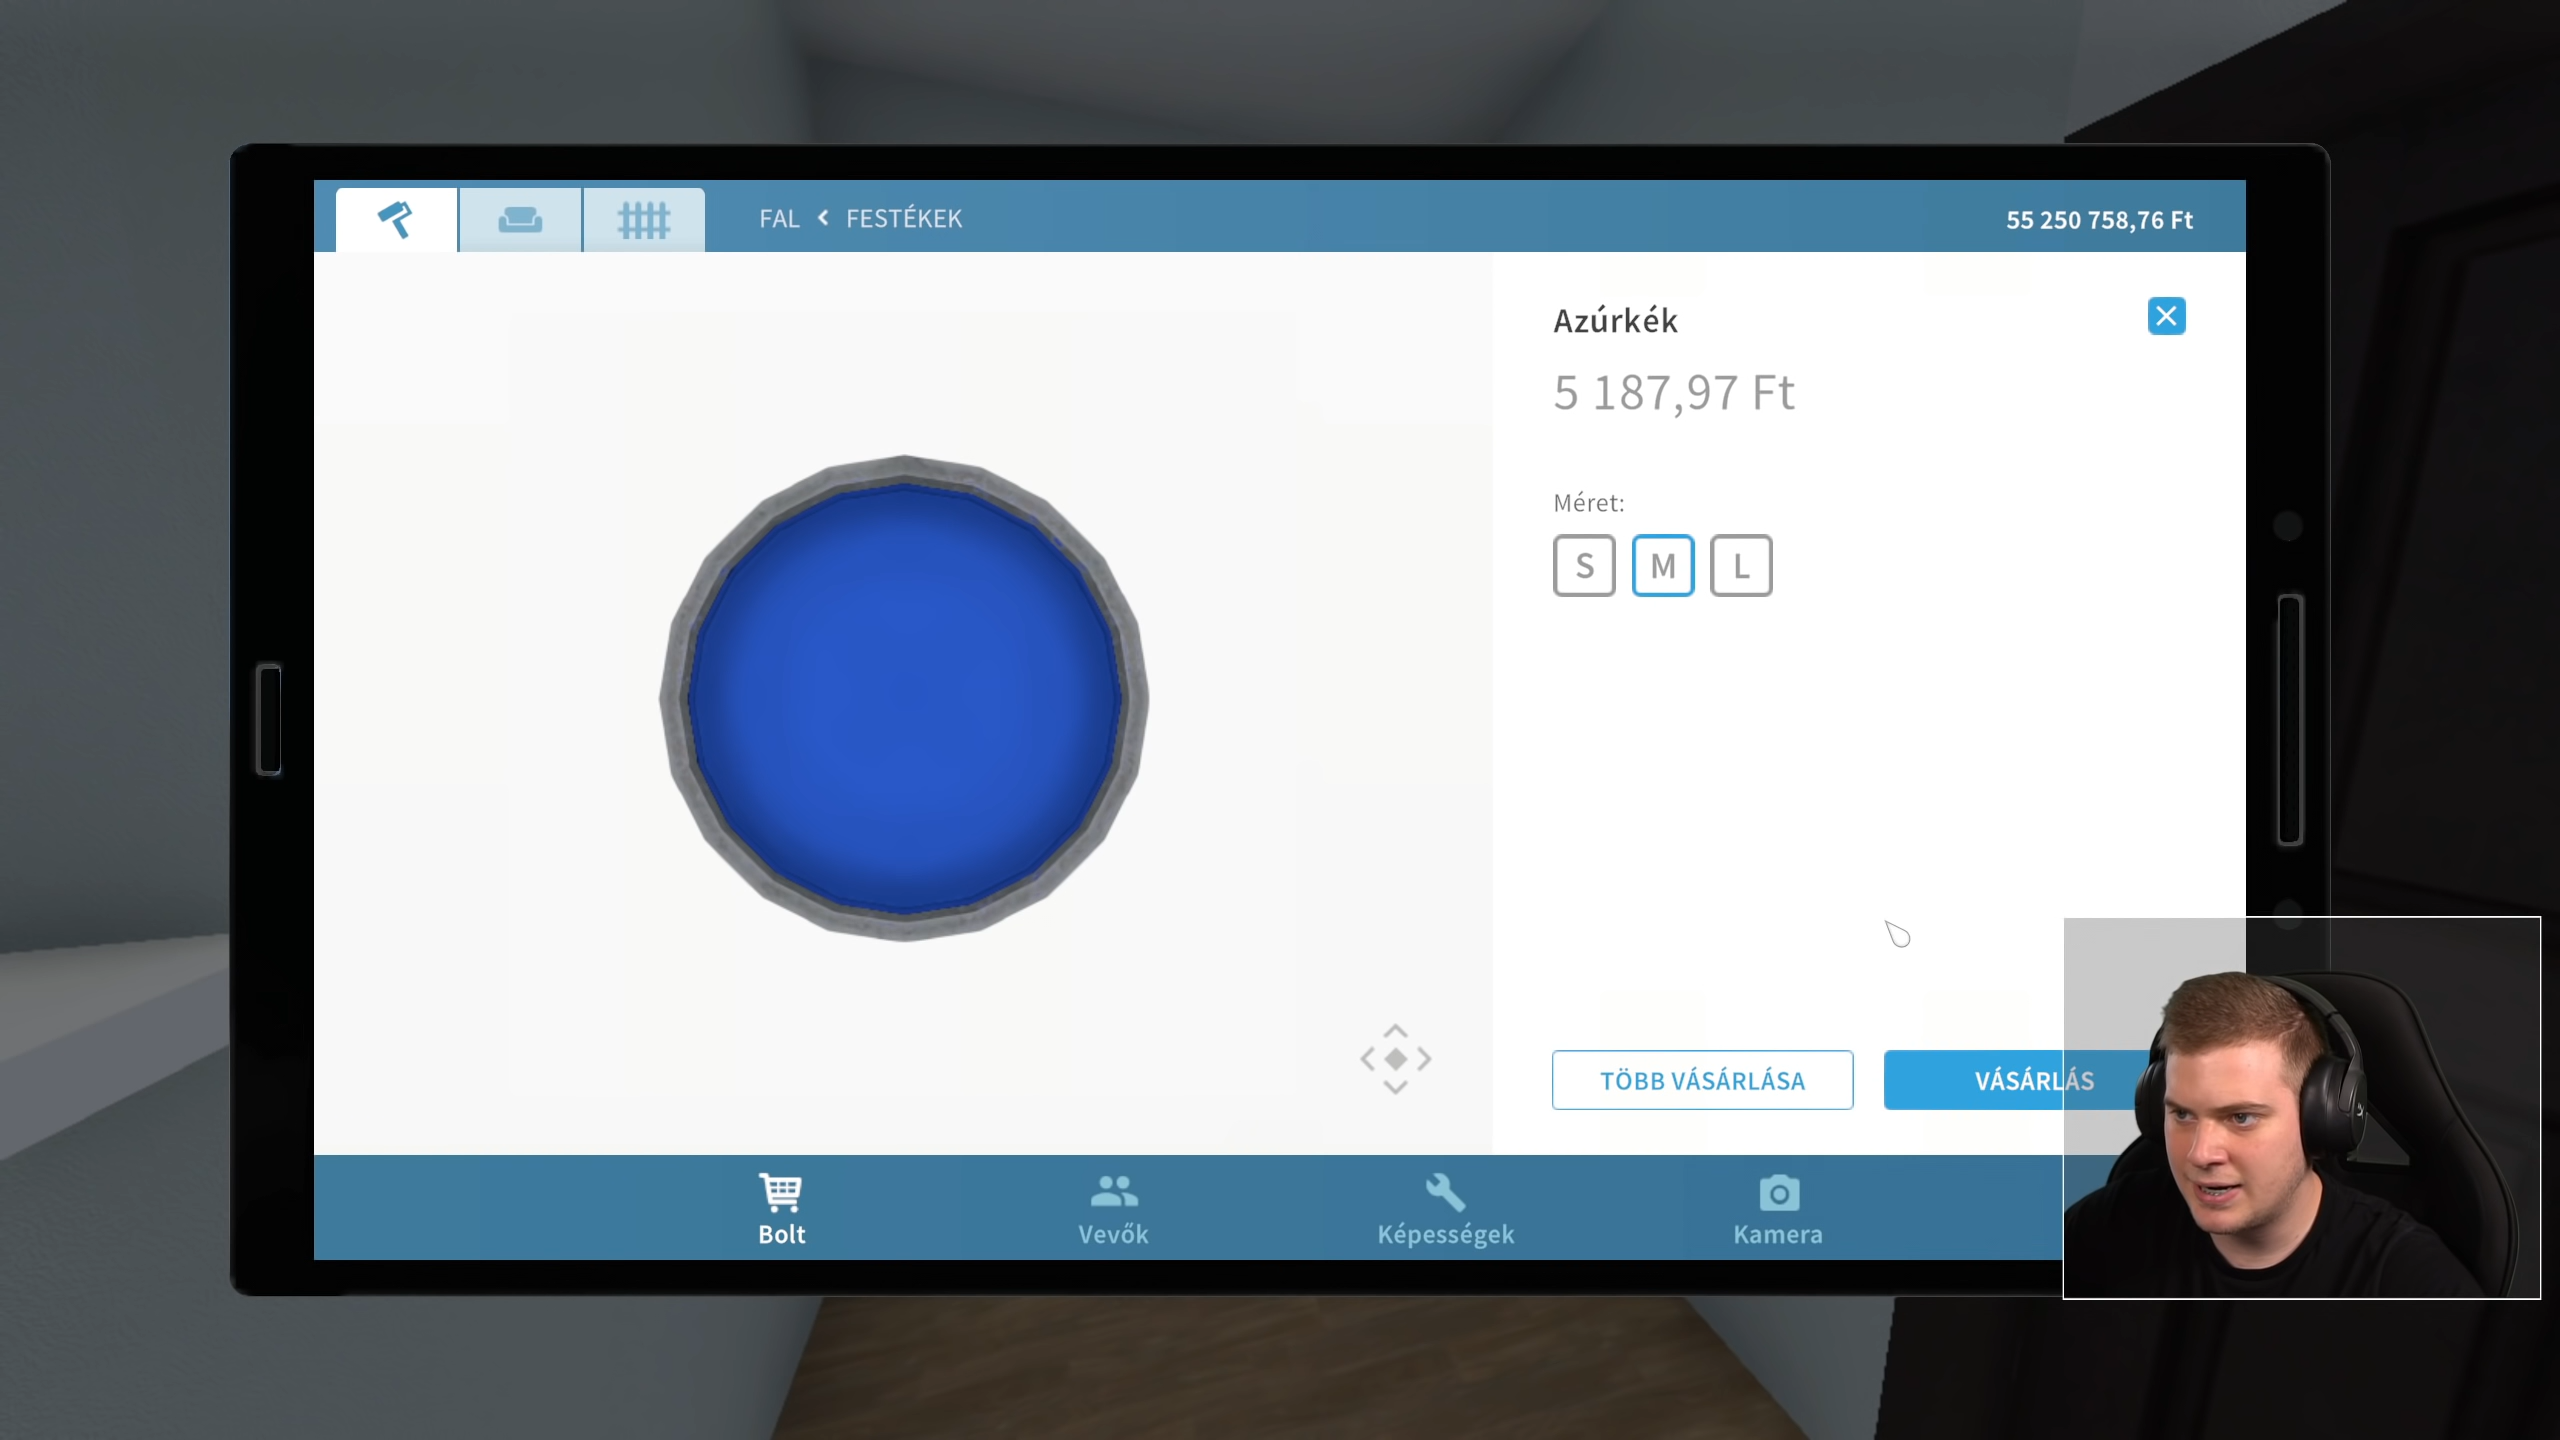 FAL < FESTÉKEK
55 250 758,76 Ft
Azúrkék
5 187,97 Ft
Méret:
S M L
TÖBB VÁSÁRLÁSA
VÁSÁRLÁS
Bolt
Vevők
Képességek
Kamera